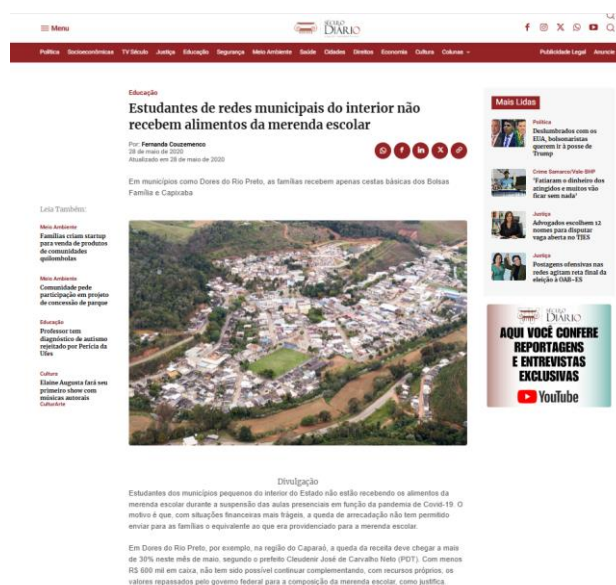 Menu
SÉCULO
DIÁRIO
Política Socioeconômicas TV Século Justiça Educação Segurança Meio Ambiente Saúde Cidades Direitos Economia Cultura Colunas Publicidade Legal Anuncie
Educação
Estudantes de redes municipais do interior não
recebem alimentos da merenda escolar
Por: Fernanda Couzemenco
28 de maio de 2020
Atualizado em 28 de maio de 2020
Em municípios como Dores do Rio Preto, as famílias recebem apenas cestas básicas dos Bolsas
Família e Capixaba
Leia Também:
Meio Ambiente
Famílias criam startup
para venda de produtos
de comunidades
quilombolas
Meio Ambiente
Comunidade pede
participação em projeto
de concessão de parque
Educação
Professor tem
diagnóstico de autismo
rejeitado por Perícia da
Ufes
Cultura
Elaine Augusta fará seu
primeiro show com
músicas autorais
CulturArte
Divulgação
Estudantes dos municípios pequenos do interior do Estado não estão recebendo os alimentos da
merenda escolar durante a suspensão das aulas presenciais em função da pandemia de Covid-19. O
motivo é que, com situações financeiras mais frágeis, a queda de arrecadação não tem permitido
enviar para as famílias o equivalente ao que era providenciado para a merenda escolar.
Em Dores do Rio Preto, por exemplo, na região do Caparaó, a queda da receita deve chegar a mais
de 30% neste mês de maio, segundo o prefeito Cleudenir José de Carvalho Neto (PDT). Com menos
R$ 600 mil em caixa, não tem sido possível continuar complementando, com recursos próprios, os
valores repassados pelo governo federal para a composição da merenda escolar, como justifica.
Mais Lidas
Política
Deslumbrados com os
EUA, bolsonaristas
querem ir à posse de
Trump
Crime Samarco/Vale BHP
'Fatiaram o dinheiro dos
atingidos e muitos vão
ficar sem nada'
Justiça
Advogados escolhem 12
nomes para disputar
vaga aberta no TJES
Justiça
Postagens ofensivas nas
redes agitam reta final da
eleição à OAB-ES
SÉCULO
DIÁRIO
AQUI VOCÊ CONFERE
REPORTAGENS
E ENTREVISTAS
EXCLUSIVAS
YouTube